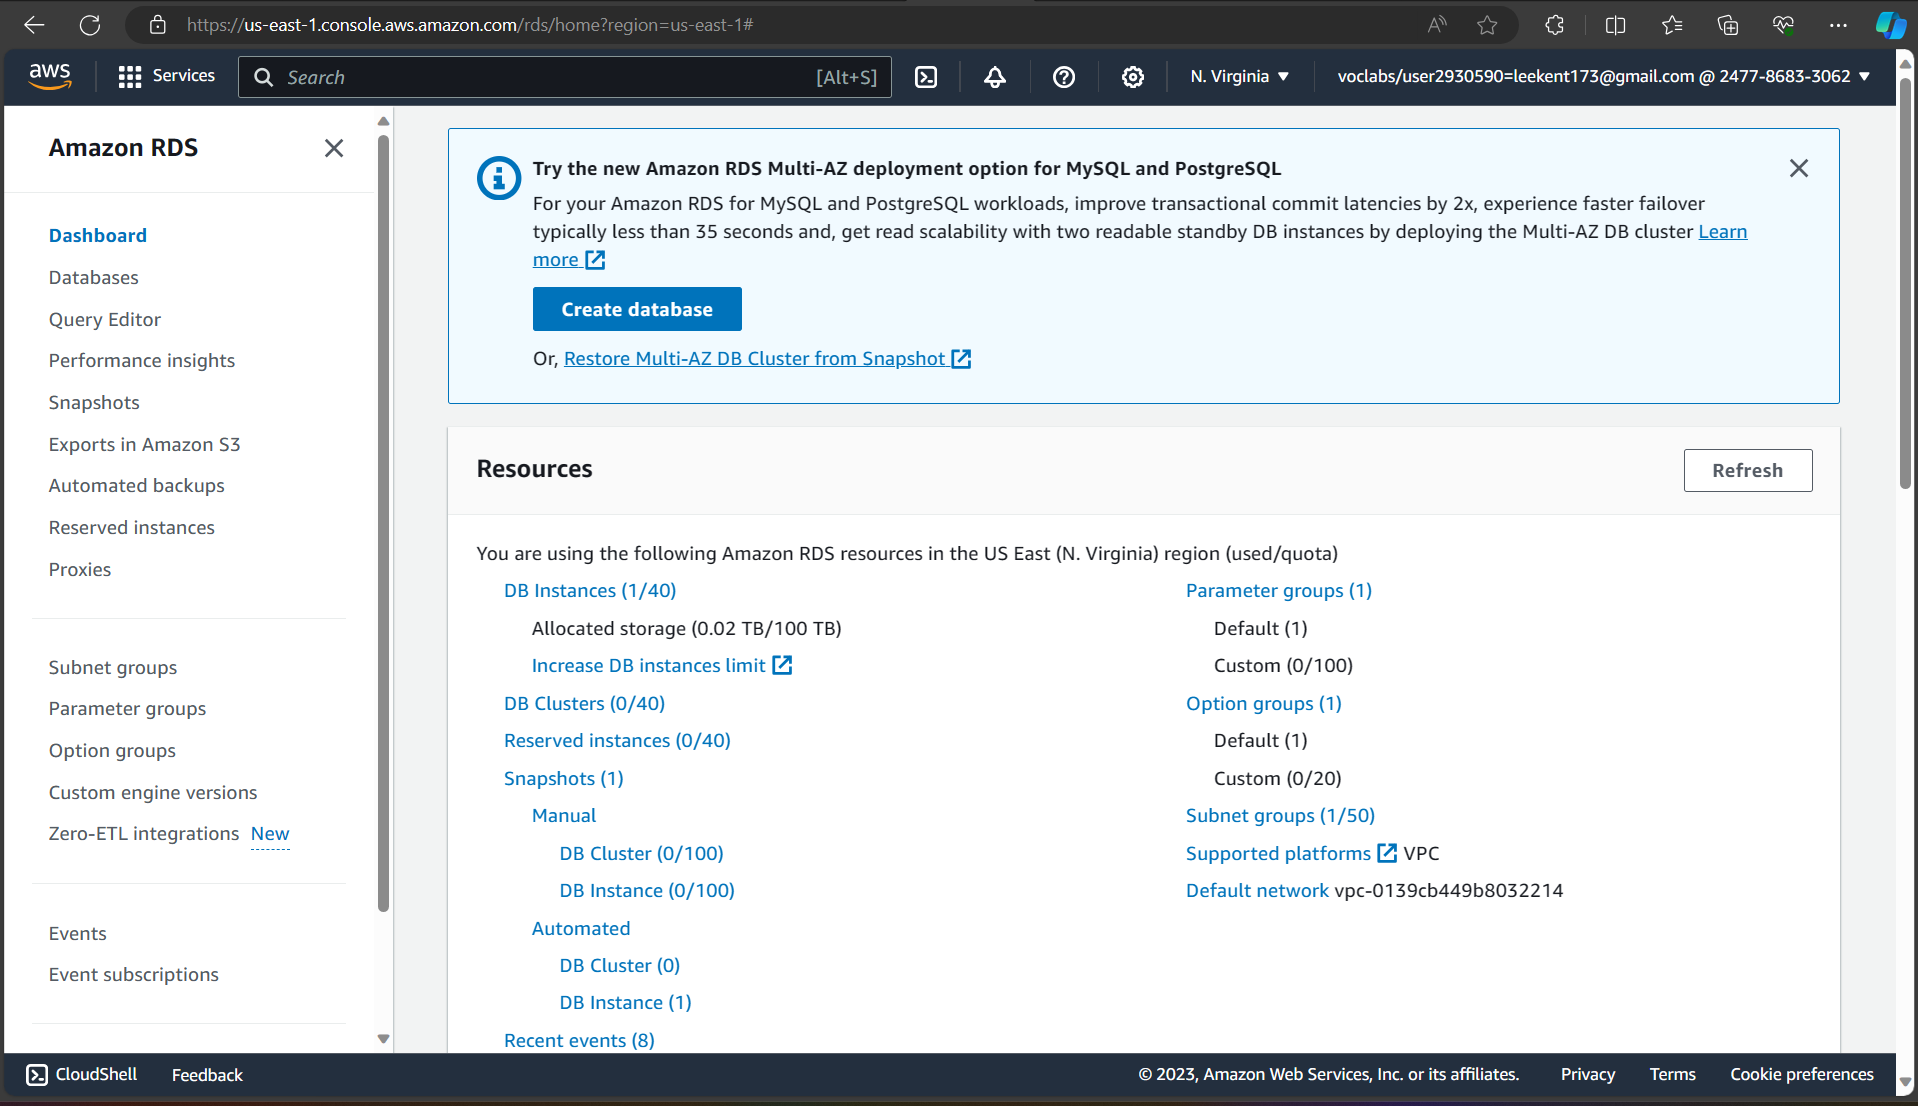 https://us-east-1.console.aws.amazon.com/rds/home?region=us-east-1#
aws
Services
Search
[Alt+S]
N. Virginia ▼
voclabs/user2930590=leekent173@gmail.com @ 2477-8683-3062 ▼
Amazon RDS
Dashboard
Databases
Query Editor
Performance insights
Snapshots
Exports in Amazon S3
Automated backups
Reserved instances
Proxies
Subnet groups
Parameter groups
Option groups
Custom engine versions
Zero-ETL integrations New
Events
Event subscriptions
Try the new Amazon RDS Multi-AZ deployment option for MySQL and PostgreSQL
For your Amazon RDS for MySQL and PostgreSQL workloads, improve transactional commit latencies by 2x, experience faster failover
typically less than 35 seconds and, get read scalability with two readable standby DB instances by deploying the Multi-AZ DB cluster Learn
more
Create database
Or, Restore Multi-AZ DB Cluster from Snapshot
Resources
Refresh
You are using the following Amazon RDS resources in the US East (N. Virginia) region (used/quota)
DB Instances (1/40)
Allocated storage (0.02 TB/100 TB)
Increase DB instances limit
DB Clusters (0/40)
Reserved instances (0/40)
Snapshots (1)
Manual
DB Cluster (0/100)
DB Instance (0/100)
Automated
DB Cluster (0)
DB Instance (1)
Recent events (8)
Parameter groups (1)
Default (1)
Custom (0/100)
Option groups (1)
Default (1)
Custom (0/20)
Subnet groups (1/50)
Supported platforms VPC
Default network vpc-0139cb449b8032214
CloudShell
Feedback
© 2023, Amazon Web Services, Inc. or its affiliates.
Privacy
Terms
Cookie preferences